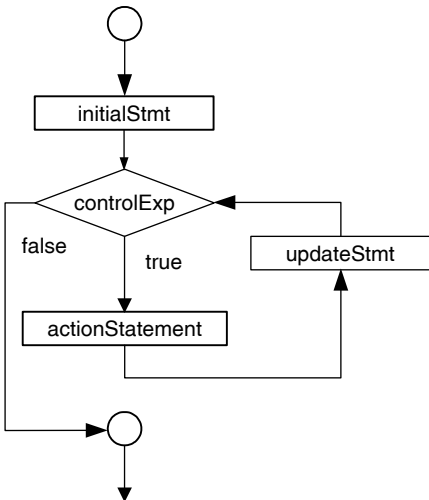 initialStmt
controlExp
false
true
updateStmt
actionStatement